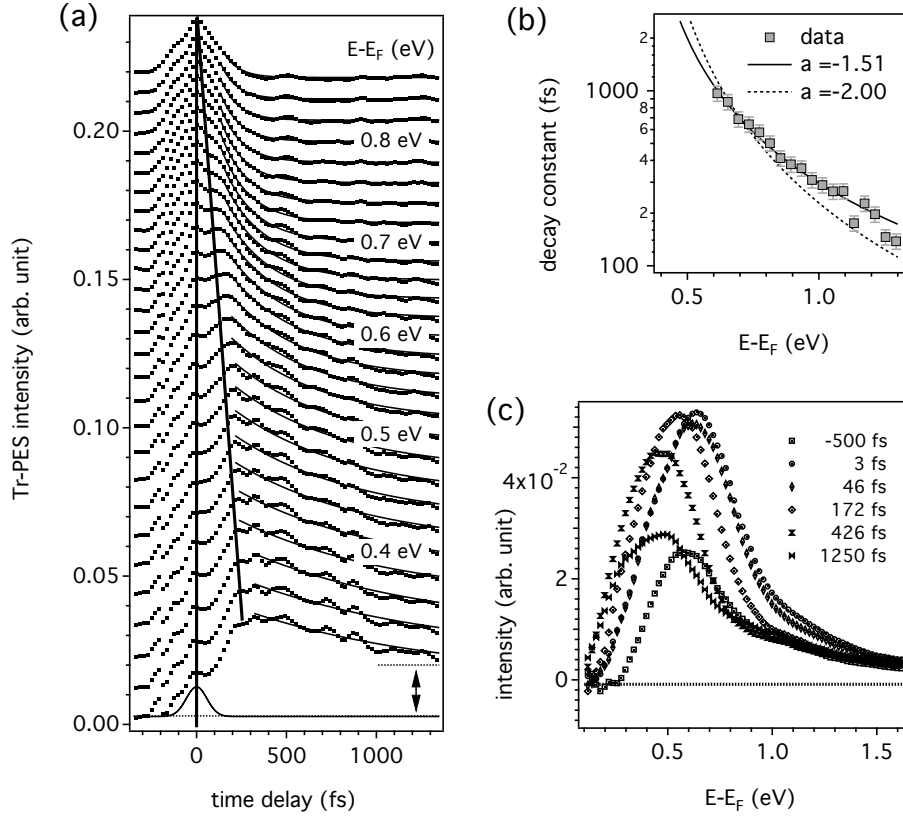 (a)
E-EF (eV)
0.8 eV
0.7 eV
0.6 eV
0.5 eV
0.4 eV
0.20
0.15
0.10
0.05
0.00
Tr-PES intensity (arb. unit)
0
500
1000
time delay (fs)
(b)
data
a =-1.51
a =-2.00
2
1000
8
6
4
2
100
decay constant (fs)
0.5
1.0
E-EF (eV)
(c)
-500 fs
3 fs
46 fs
172 fs
426 fs
1250 fs
4x10-2
2
0
intensity (arb. unit)
0.5
1.0
1.5
E-EF (eV)